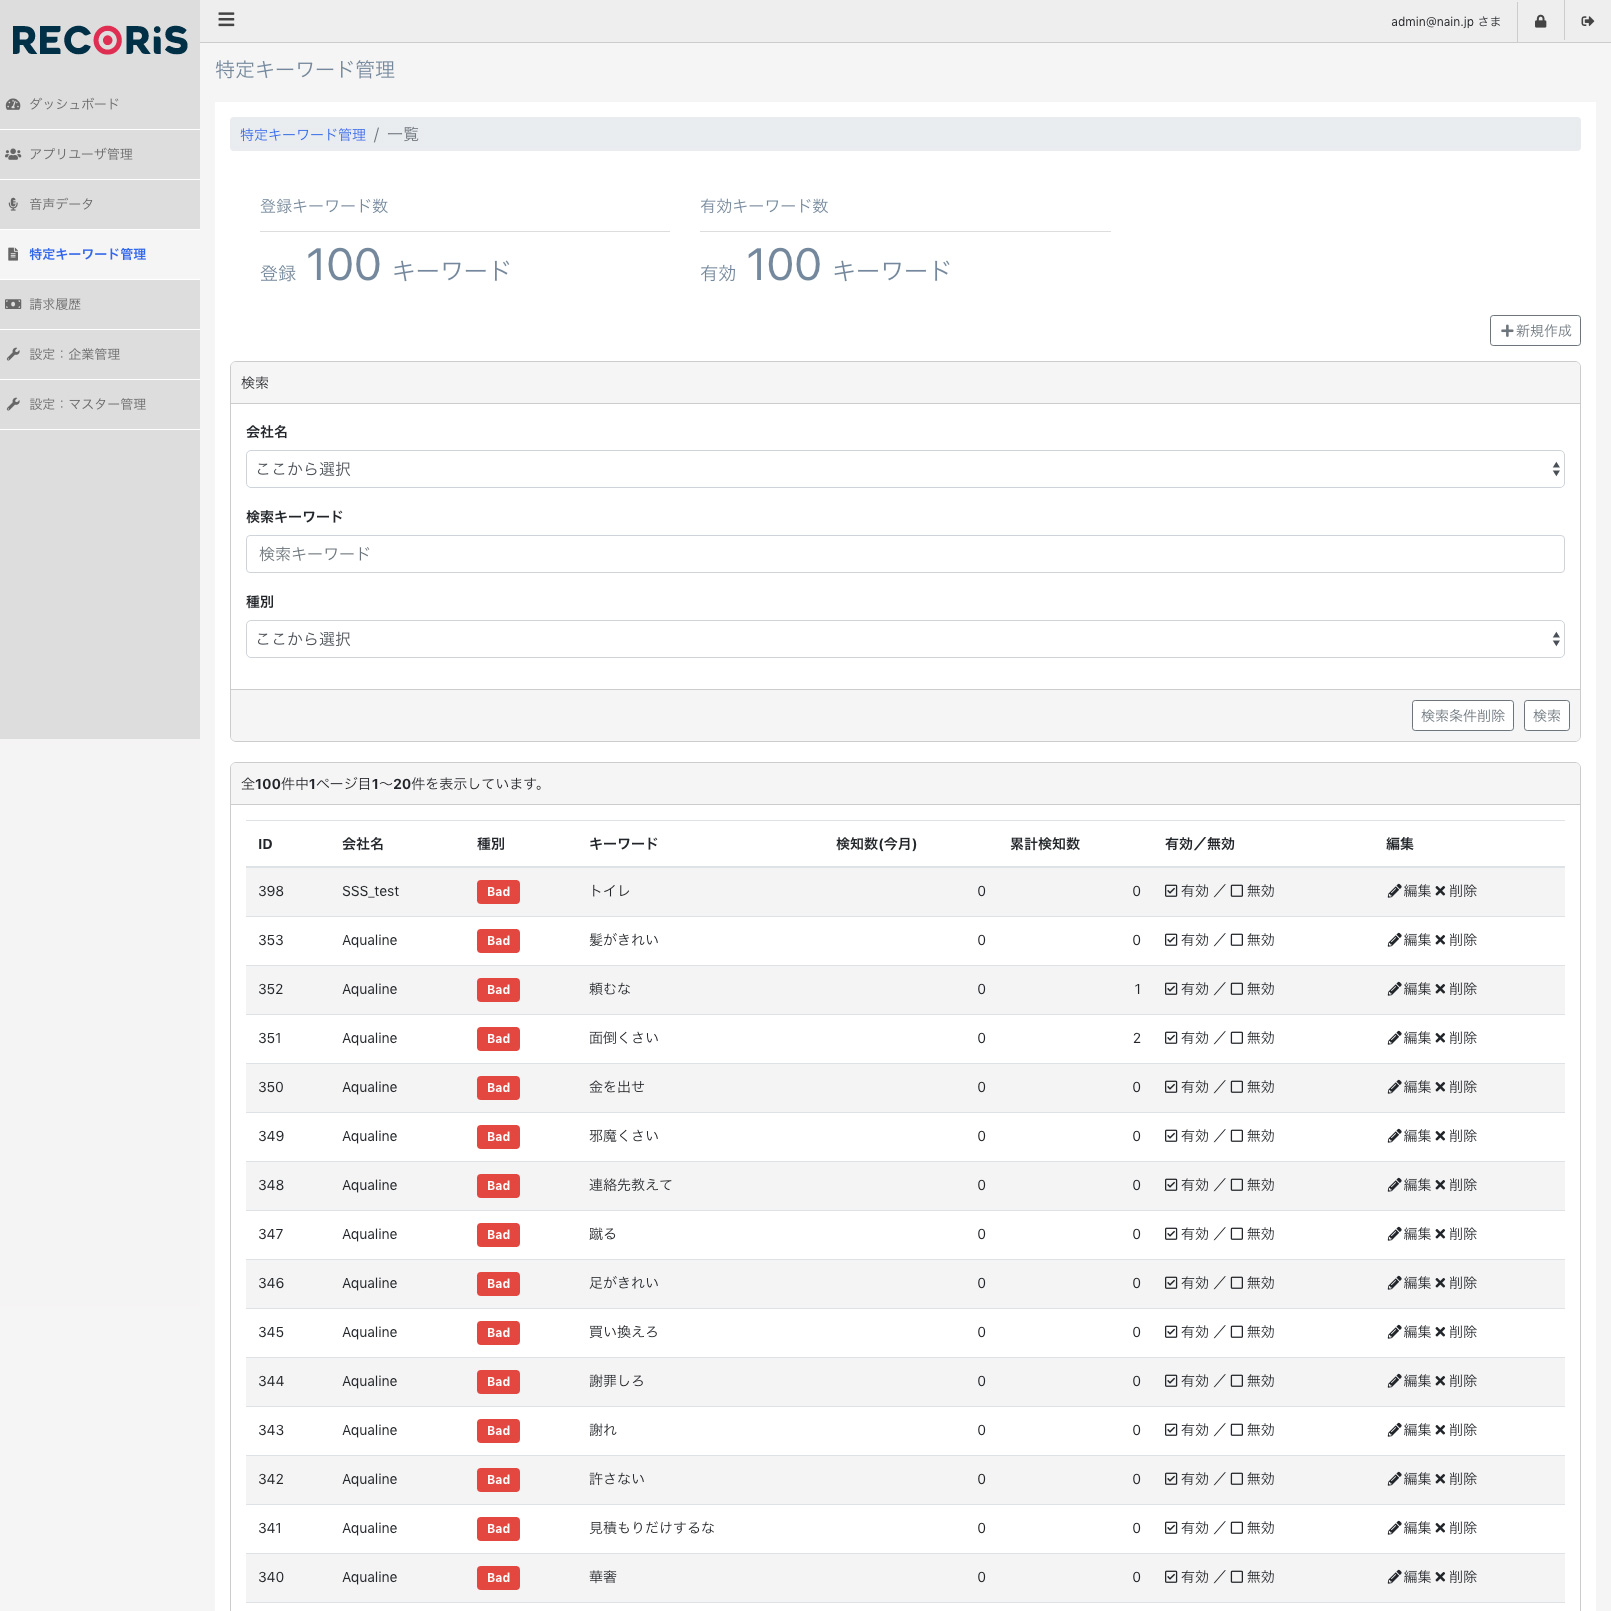 RECORiS
admin@nain.jp さま
ダッシュボード
アプリユーザ管理
音声データ
特定キーワード管理
請求履歴
設定：企業管理
設定：マスター管理
特定キーワード管理
特定キーワード管理 / 一覧
登録キーワード数
登録 100 キーワード
有効キーワード数
有効 100 キーワード
新規作成
検索
会社名
ここから選択
検索キーワード
検索キーワード
種別
ここから選択
検索条件削除 検索
全100件中1ページ目1〜20件を表示しています。
ID 会社名 種別 キーワード 検知数(今月) 累計検知数 有効／無効 編集
398 SSS_test Bad トイレ 0 0 有効 ／ 無効 編集 削除
353 Aqualine Bad 髪がきれい 0 0 有効 ／ 無効 編集 削除
352 Aqualine Bad 頼むな 0 1 有効 ／ 無効 編集 削除
351 Aqualine Bad 面倒くさい 0 2 有効 ／ 無効 編集 削除
350 Aqualine Bad 金を出せ 0 0 有効 ／ 無効 編集 削除
349 Aqualine Bad 邪魔くさい 0 0 有効 ／ 無効 編集 削除
348 Aqualine Bad 連絡先教えて 0 0 有効 ／ 無効 編集 削除
347 Aqualine Bad 蹴る 0 0 有効 ／ 無効 編集 削除
346 Aqualine Bad 足がきれい 0 0 有効 ／ 無効 編集 削除
345 Aqualine Bad 買い換えろ 0 0 有効 ／ 無効 編集 削除
344 Aqualine Bad 謝罪しろ 0 0 有効 ／ 無効 編集 削除
343 Aqualine Bad 謝れ 0 0 有効 ／ 無効 編集 削除
342 Aqualine Bad 許さない 0 0 有効 ／ 無効 編集 削除
341 Aqualine Bad 見積もりだけするな 0 0 有効 ／ 無効 編集 削除
340 Aqualine Bad 華奢 0 0 有効 ／ 無効 編集 削除